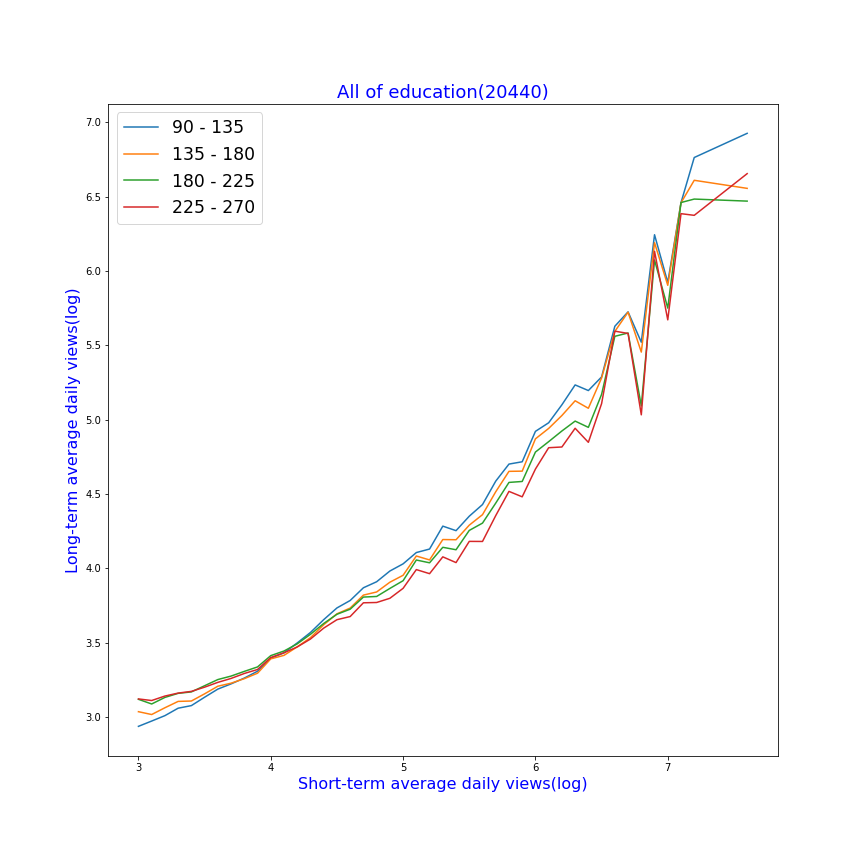 All of education(20440)
90 - 135
135 - 180
180 - 225
225 - 270
7.0
6.5
6.0
5.5
5.0
4.5
4.0
3.5
3.0
Long-term average daily views(log)
3 4 5 6 7
Short-term average daily views(log)